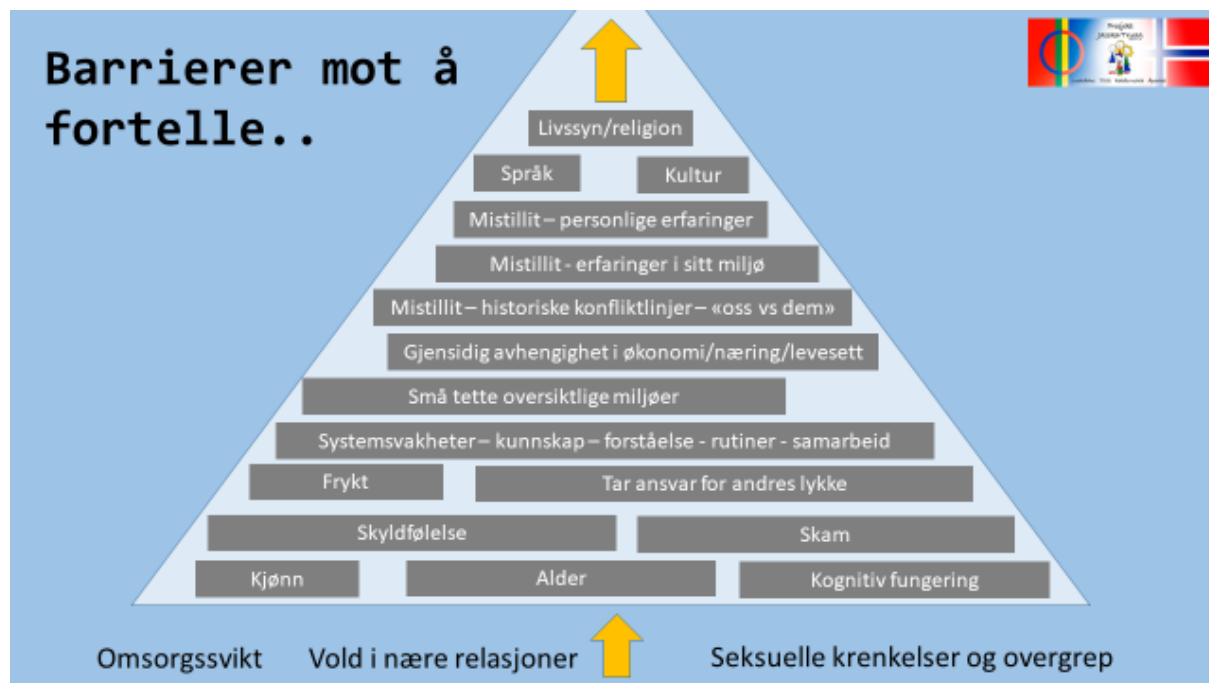 Barrierer mot å
fortelle..
Livssyn/religion
Språk
Kultur
Mistillit – personlige erfaringer
Mistillit - erfaringer i sitt miljø
Mistillit – historiske konfliktlinjer – «oss vs dem»
Gjensidig avhengighet i økonomi/næring/levesett
Små tette oversiktlige miljøer
Systemsvakheter – kunnskap – forståelse - rutiner - samarbeid
Frykt
Tar ansvar for andres lykke
Skyldfølelse
Skam
Kjønn
Alder
Kognitiv fungering
Omsorgssvikt
Vold i nære relasjoner
Seksuelle krenkelser og overgrep